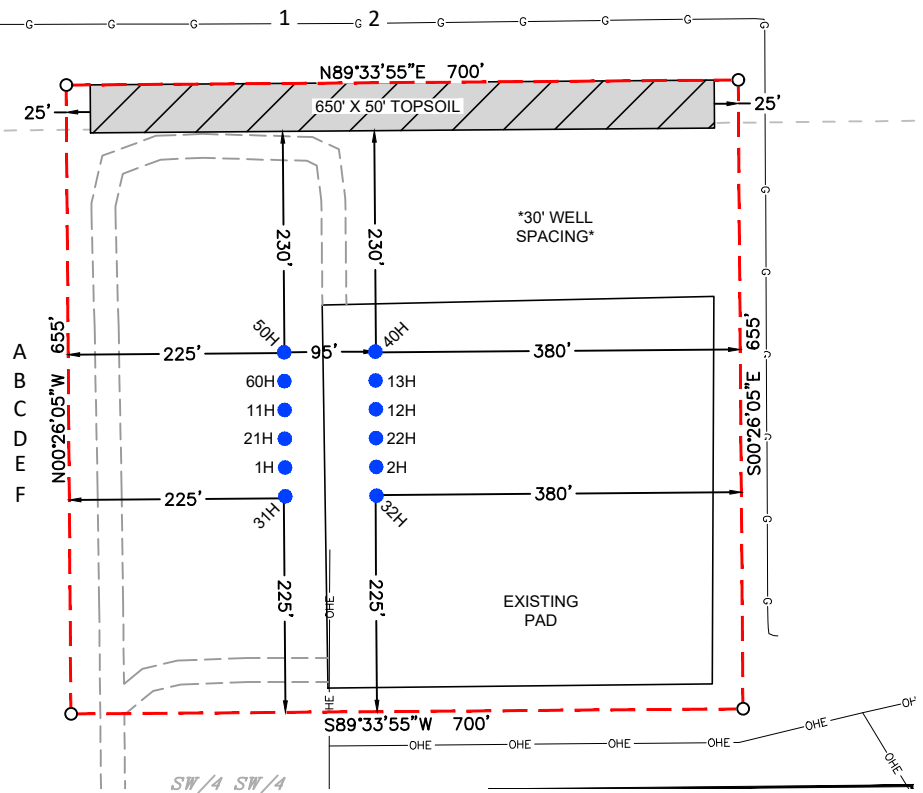 1 2
G G G G G G G
N89°33'55"E 700'
25' 650' X 50' TOPSOIL 25'
G
*30' WELL
SPACING*
230' 230'
G
655' 655'
50H 40H
A 225' 95' 380'
G
B 60H 13H
C 11H 12H
N00°26'05"W S00°26'05"E
D 21H 22H
G
E 1H 2H
F 225' 380'
31H 32H
G
225' 225'
OHE
EXISTING
PAD
G
HE
S89°33'55"W 700'
OHE OHE OHE OHE OHE OH
OHE
SW/4 SW/4